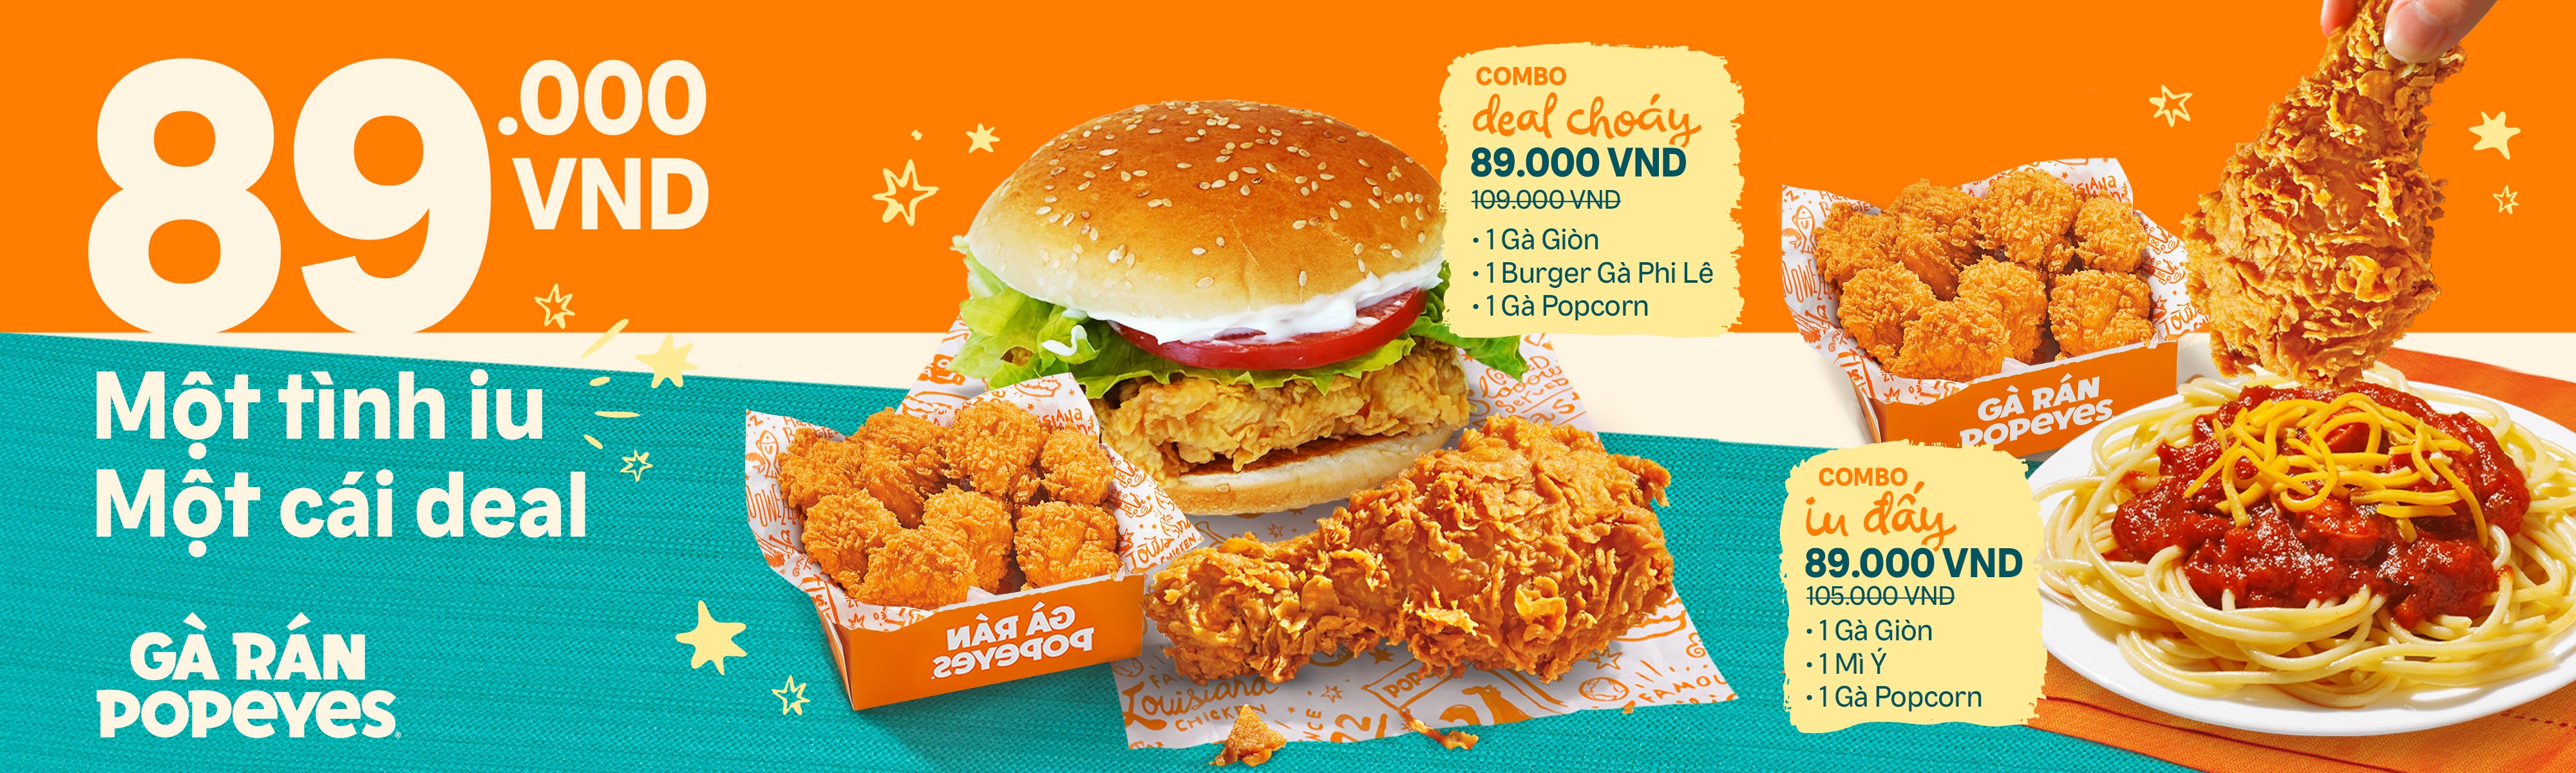 89.000
VND
Một tình iu
Một cái deal
GÀ RÁN
POPEYES
COMBO
deal choáy
89.000 VND
109.000 VND
• 1 Gà Giòn
• 1 Burger Gà Phi Lê
• 1 Gà Popcorn
GÀ RÁN
POPEYES
Louisiana
CHICKEN
GÀ RÁN
POPEYES
COMBO
iu đấy
89.000 VND
105.000 VND
• 1 Gà Giòn
• 1 Mì Ý
• 1 Gà Popcorn